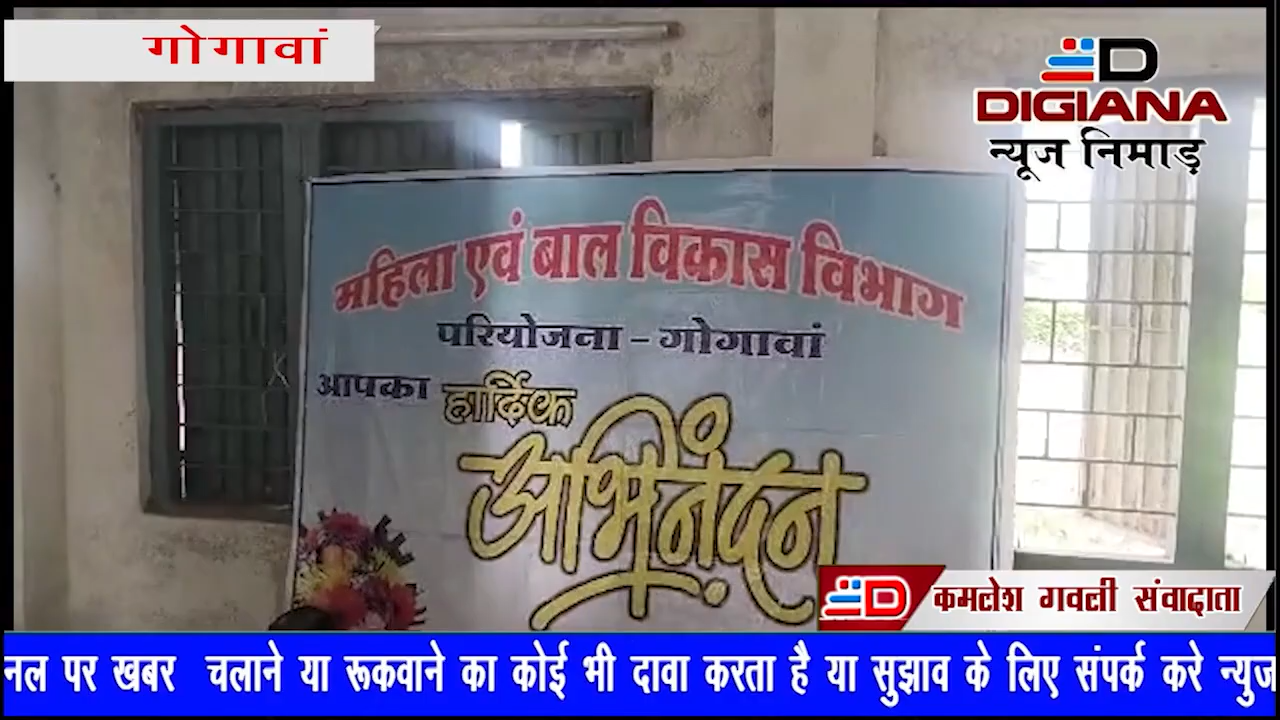 गोगावां
DIGIANA
न्यूज निमाड़
महिला एवं बाल विकास विभाग
परियोजना - गोगावां
आपका हार्दिक
अभिनंदन
कमलेश गवली संवादाता
नल पर खबर चलाने या रूकवाने का कोई भी दावा करता है या सुझाव के लिए संपर्क करे न्युज